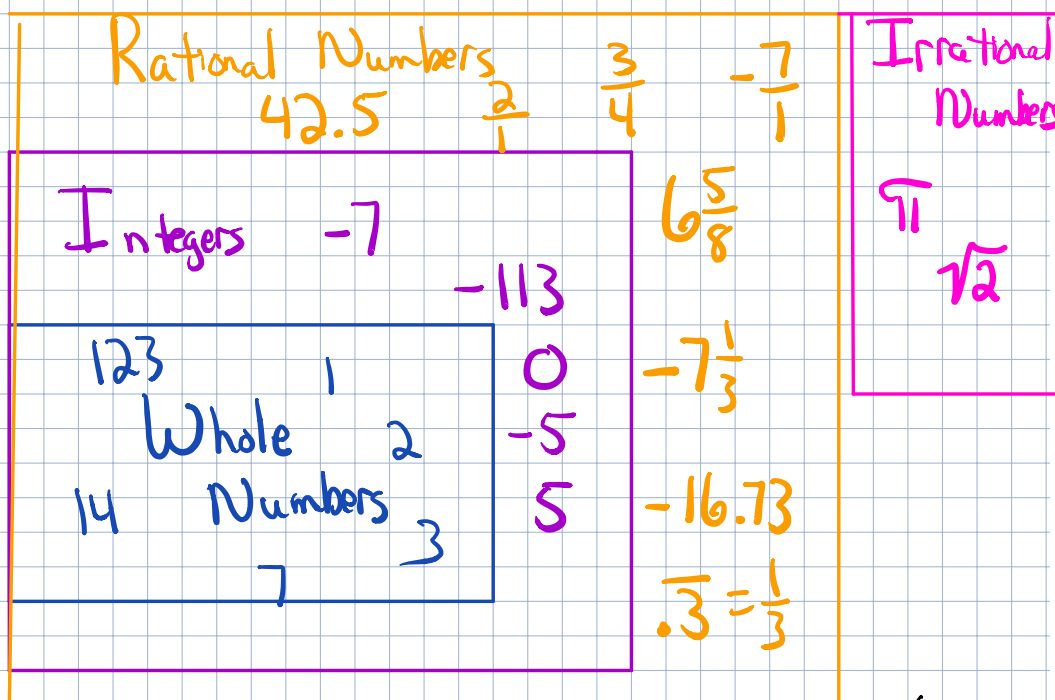 Rational Numbers
42.5 2/1 3/4 -7/1
6 5/8
-7 1/3
-16.73
.3̅ = 1/3
Integers -7
-113
0
-5
5
123 1
Whole 2
14 Numbers
3
7
Irrational
Numbers
π
√2